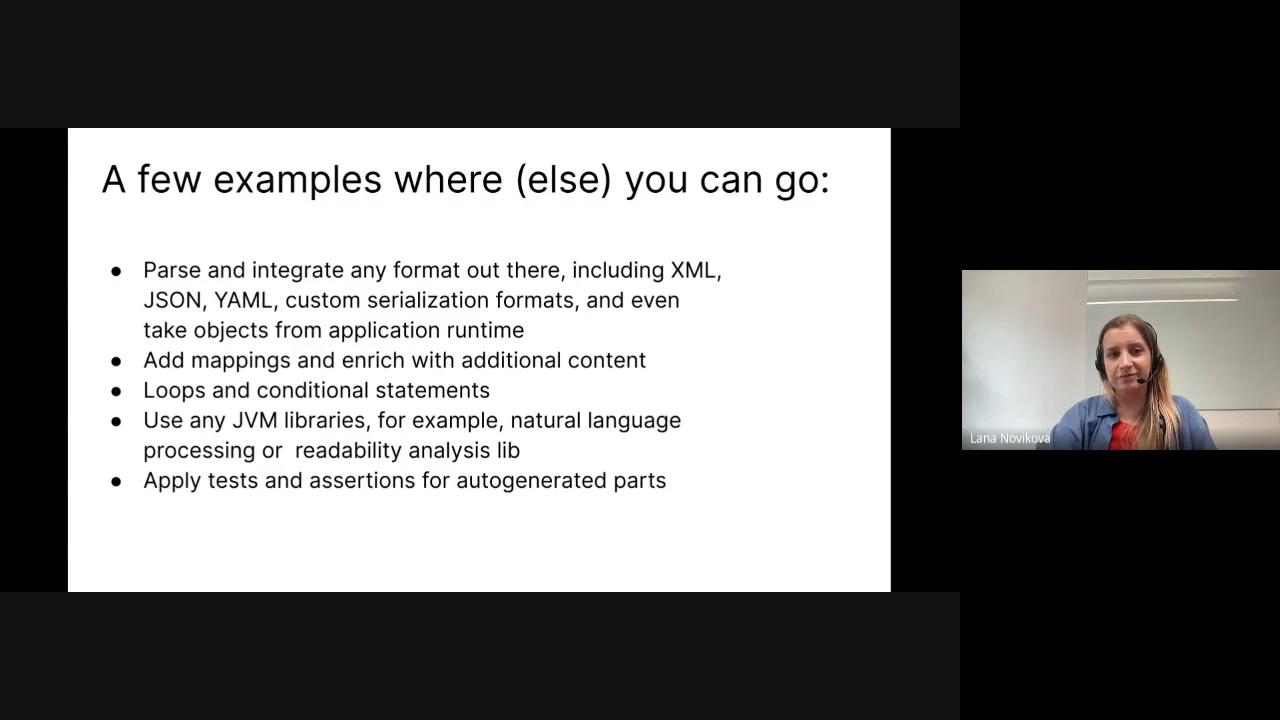 A few examples where (else) you can go:
● Parse and integrate any format out there, including XML,
JSON, YAML, custom serialization formats, and even
take objects from application runtime
● Add mappings and enrich with additional content
● Loops and conditional statements
● Use any JVM libraries, for example, natural language
processing or  readability analysis lib
● Apply tests and assertions for autogenerated parts
Lana Novikova